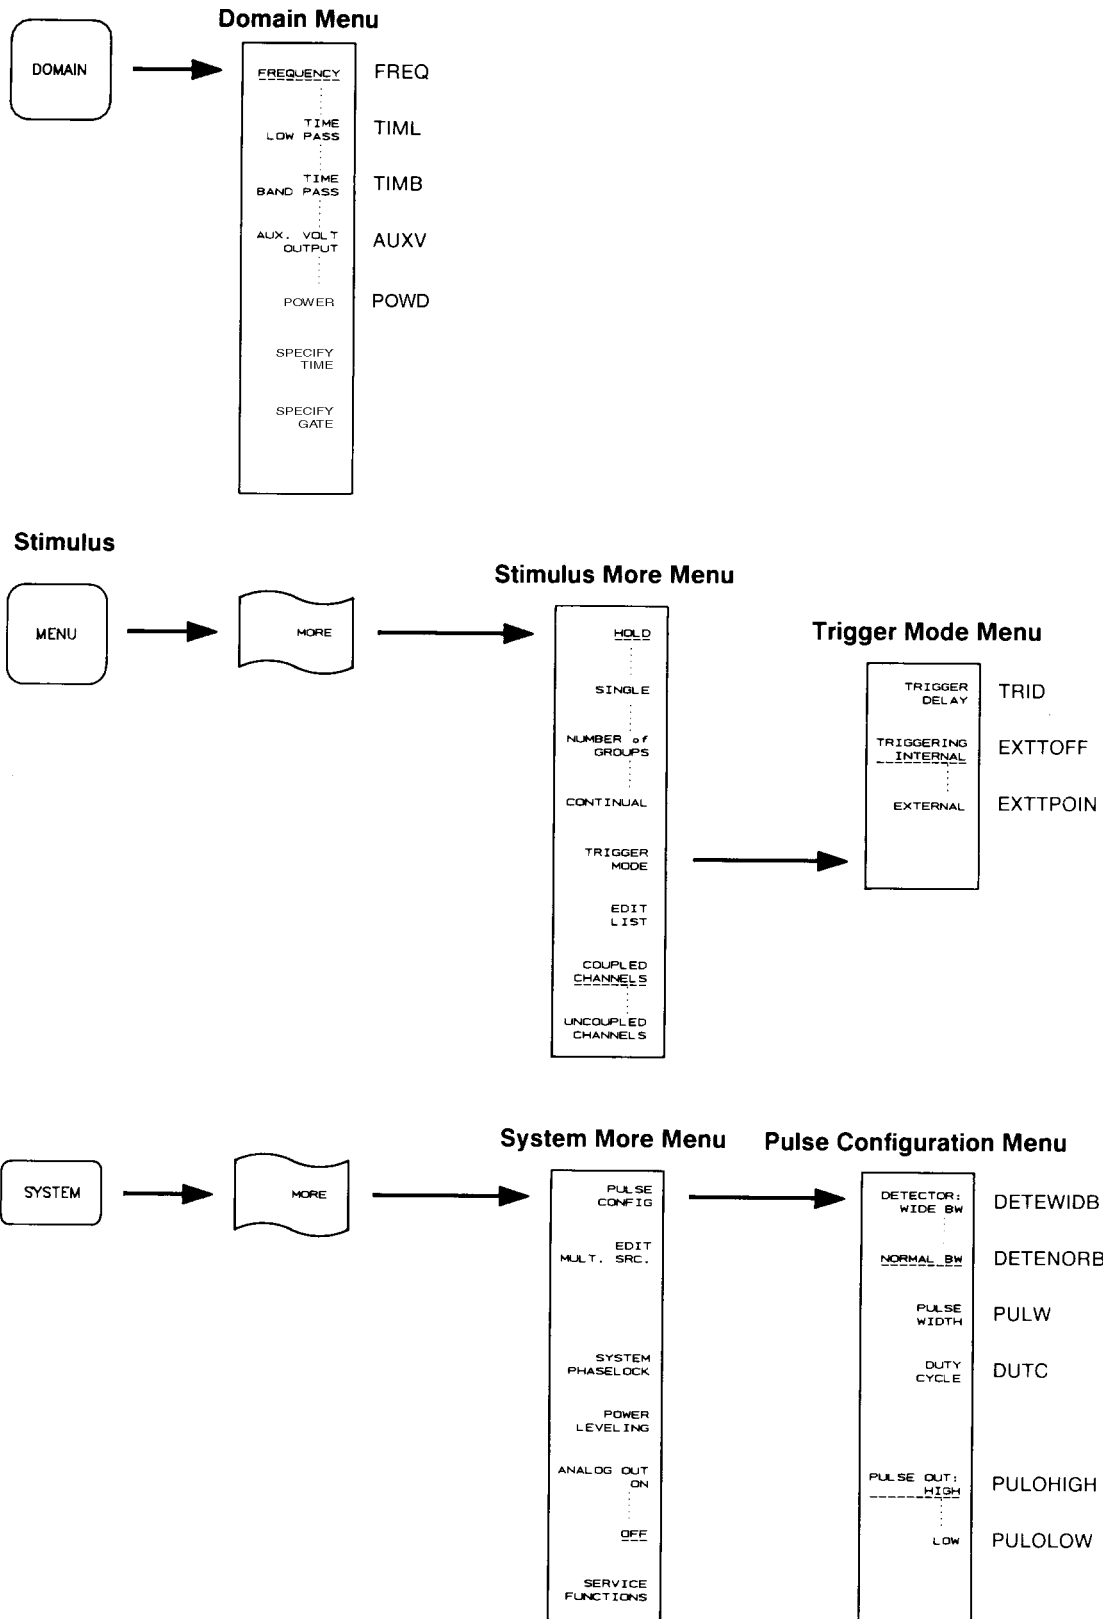 Domain Menu
DOMAIN
FREQUENCY
FREQ
TIME
LOW PASS
TIML
TIME
BAND PASS
TIMB
AUX. VOLT
OUTPUT
AUXV
POWER
POWD
SPECIFY
TIME
SPECIFY
GATE
Stimulus
MENU
MORE
Stimulus More Menu
HOLD
SINGLE
NUMBER of
GROUPS
CONTINUAL
TRIGGER
MODE
EDIT
LIST
COUPLED
CHANNELS
UNCOUPLED
CHANNELS
Trigger Mode Menu
TRIGGER
DELAY
TRID
TRIGGERING
INTERNAL
EXTTOFF
EXTERNAL
EXTTPOIN
SYSTEM
MORE
System More Menu
PULSE
CONFIG
EDIT
MULT. SRC.
SYSTEM
PHASELOCK
POWER
LEVELING
ANALOG OUT
ON
OFF
SERVICE
FUNCTIONS
Pulse Configuration Menu
DETECTOR:
WIDE BW
DETEWIDB
NORMAL BW
DETENORB
PULSE
WIDTH
PULW
DUTY
CYCLE
DUTC
PULSE OUT:
HIGH
PULOHIGH
LOW
PULOLOW